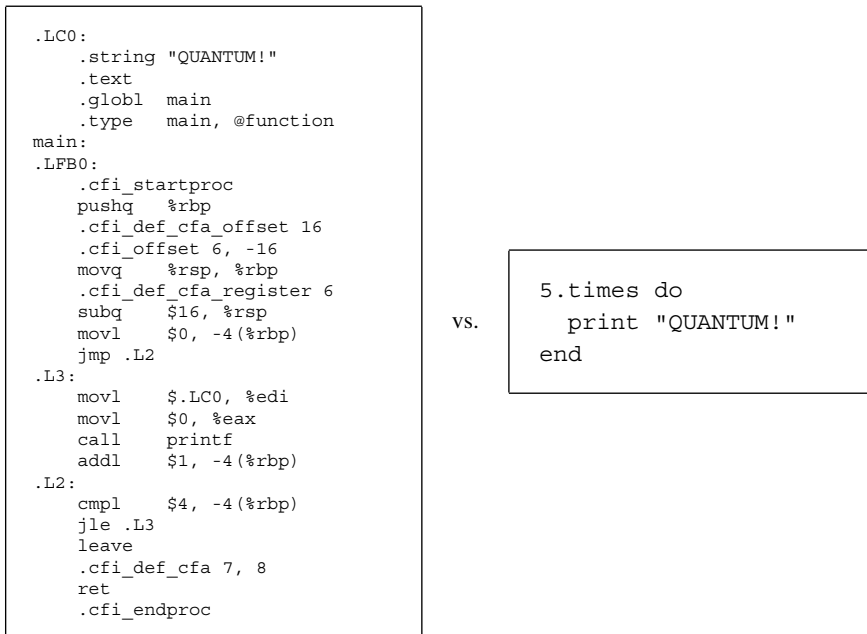 .LC0:
    .string "QUANTUM!"
    .text
    .globl  main
    .type   main, @function
main:
.LFB0:
    .cfi_startproc
    pushq   %rbp
    .cfi_def_cfa_offset 16
    .cfi_offset 6, -16
    movq    %rsp, %rbp
    .cfi_def_cfa_register 6
    subq    $16, %rsp
    movl    $0, -4(%rbp)
    jmp .L2
.L3:
    movl    $.LC0, %edi
    movl    $0, %eax
    call    printf
    addl    $1, -4(%rbp)
.L2:
    cmpl    $4, -4(%rbp)
    jle .L3
    leave
    .cfi_def_cfa 7, 8
    ret
    .cfi_endproc
vs.
5.times do
  print "QUANTUM!"
end